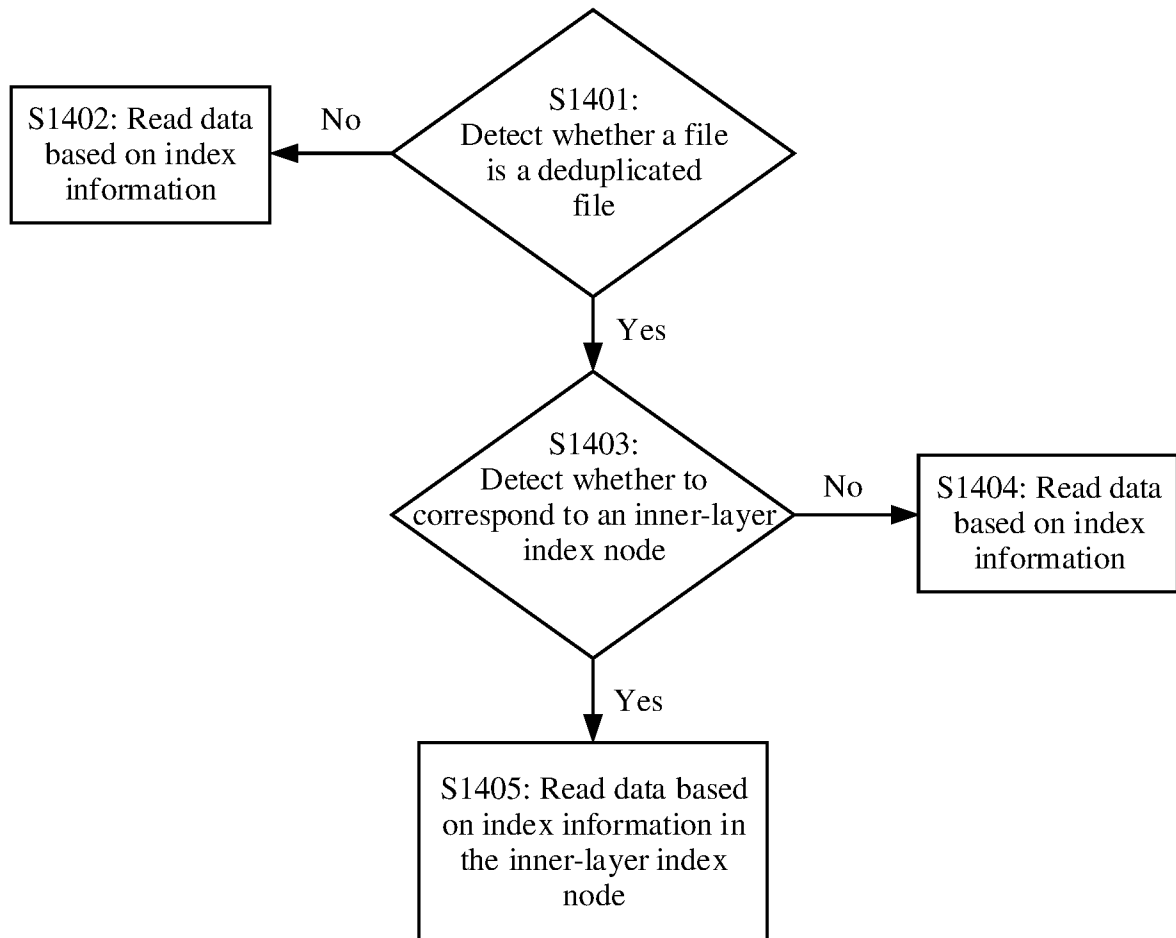 S1401:
Detect whether a file
is a deduplicated
file
No
S1402: Read data
based on index
information
Yes
S1403:
Detect whether to
correspond to an inner-layer
index node
No
S1404: Read data
based on index
information
Yes
S1405: Read data based
on index information in
the inner-layer index
node